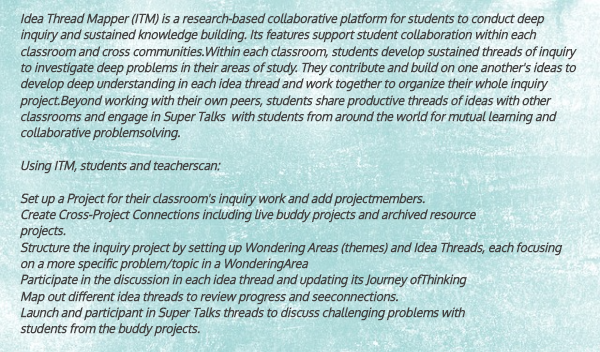 Idea Thread Mapper (ITM) is a research-based collaborative platform for students to conduct deep
inquiry and sustained knowledge building. Its features support student collaboration within each
classroom and cross communities.Within each classroom, students develop sustained threads of inquiry
to investigate deep problems in their areas of study. They contribute and build on one another's ideas to
develop deep understanding in each idea thread and work together to organize their whole inquiry
project.Beyond working with their own peers, students share productive threads of ideas with other
classrooms and engage in Super Talks with students from around the world for mutual learning and
collaborative problemsolving.
Using ITM, students and teacherscan:
Set up a Project for their classroom's inquiry work and add projectmembers.
Create Cross-Project Connections including live buddy projects and archived resource
projects.
Structure the inquiry project by setting up Wondering Areas (themes) and Idea Threads, each focusing
on a more specific problem/topic in a WonderingArea
Participate in the discussion in each idea thread and updating its Journey ofThinking
Map out different idea threads to review progress and seeconnections.
Launch and participant in Super Talks threads to discuss challenging problems with
students from the buddy projects.